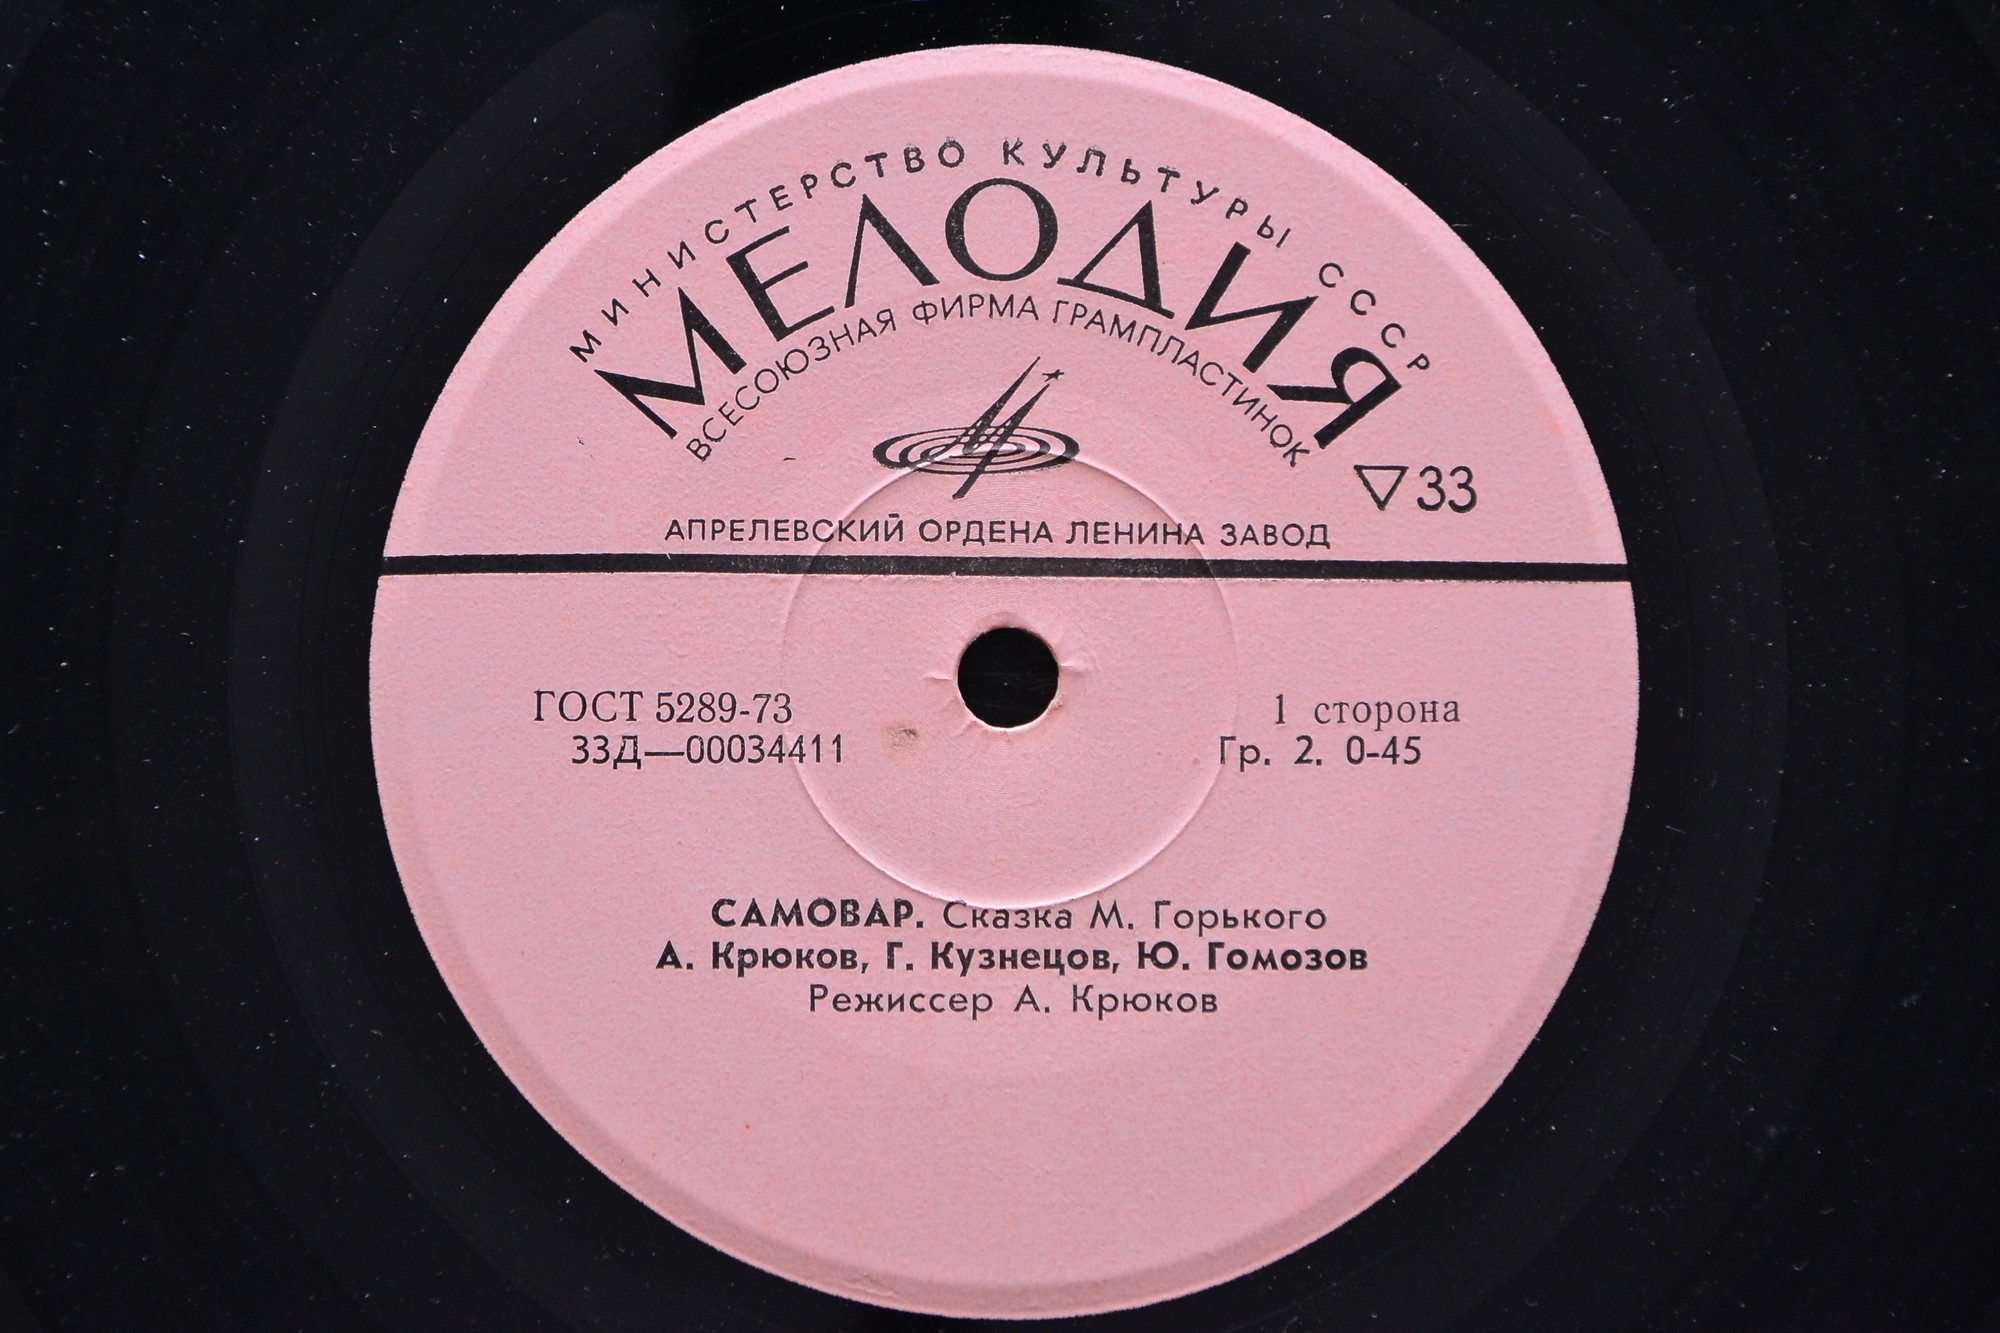 МИНИСТЕРСТВО КУЛЬТУРЫ СССР
МЕЛОДИЯ
ВСЕСОЮЗНАЯ ФИРМА ГРАМПЛАСТИНОК
▽33
АПРЕЛЕВСКИЙ ОРДЕНА ЛЕНИНА ЗАВОД
ГОСТ 5289-73
33Д—00034411
1 сторона
Гр. 2. 0-45
САМОВАР. Сказка М. Горького
А. Крюков, Г. Кузнецов, Ю. Гомозов
Режиссер А. Крюков